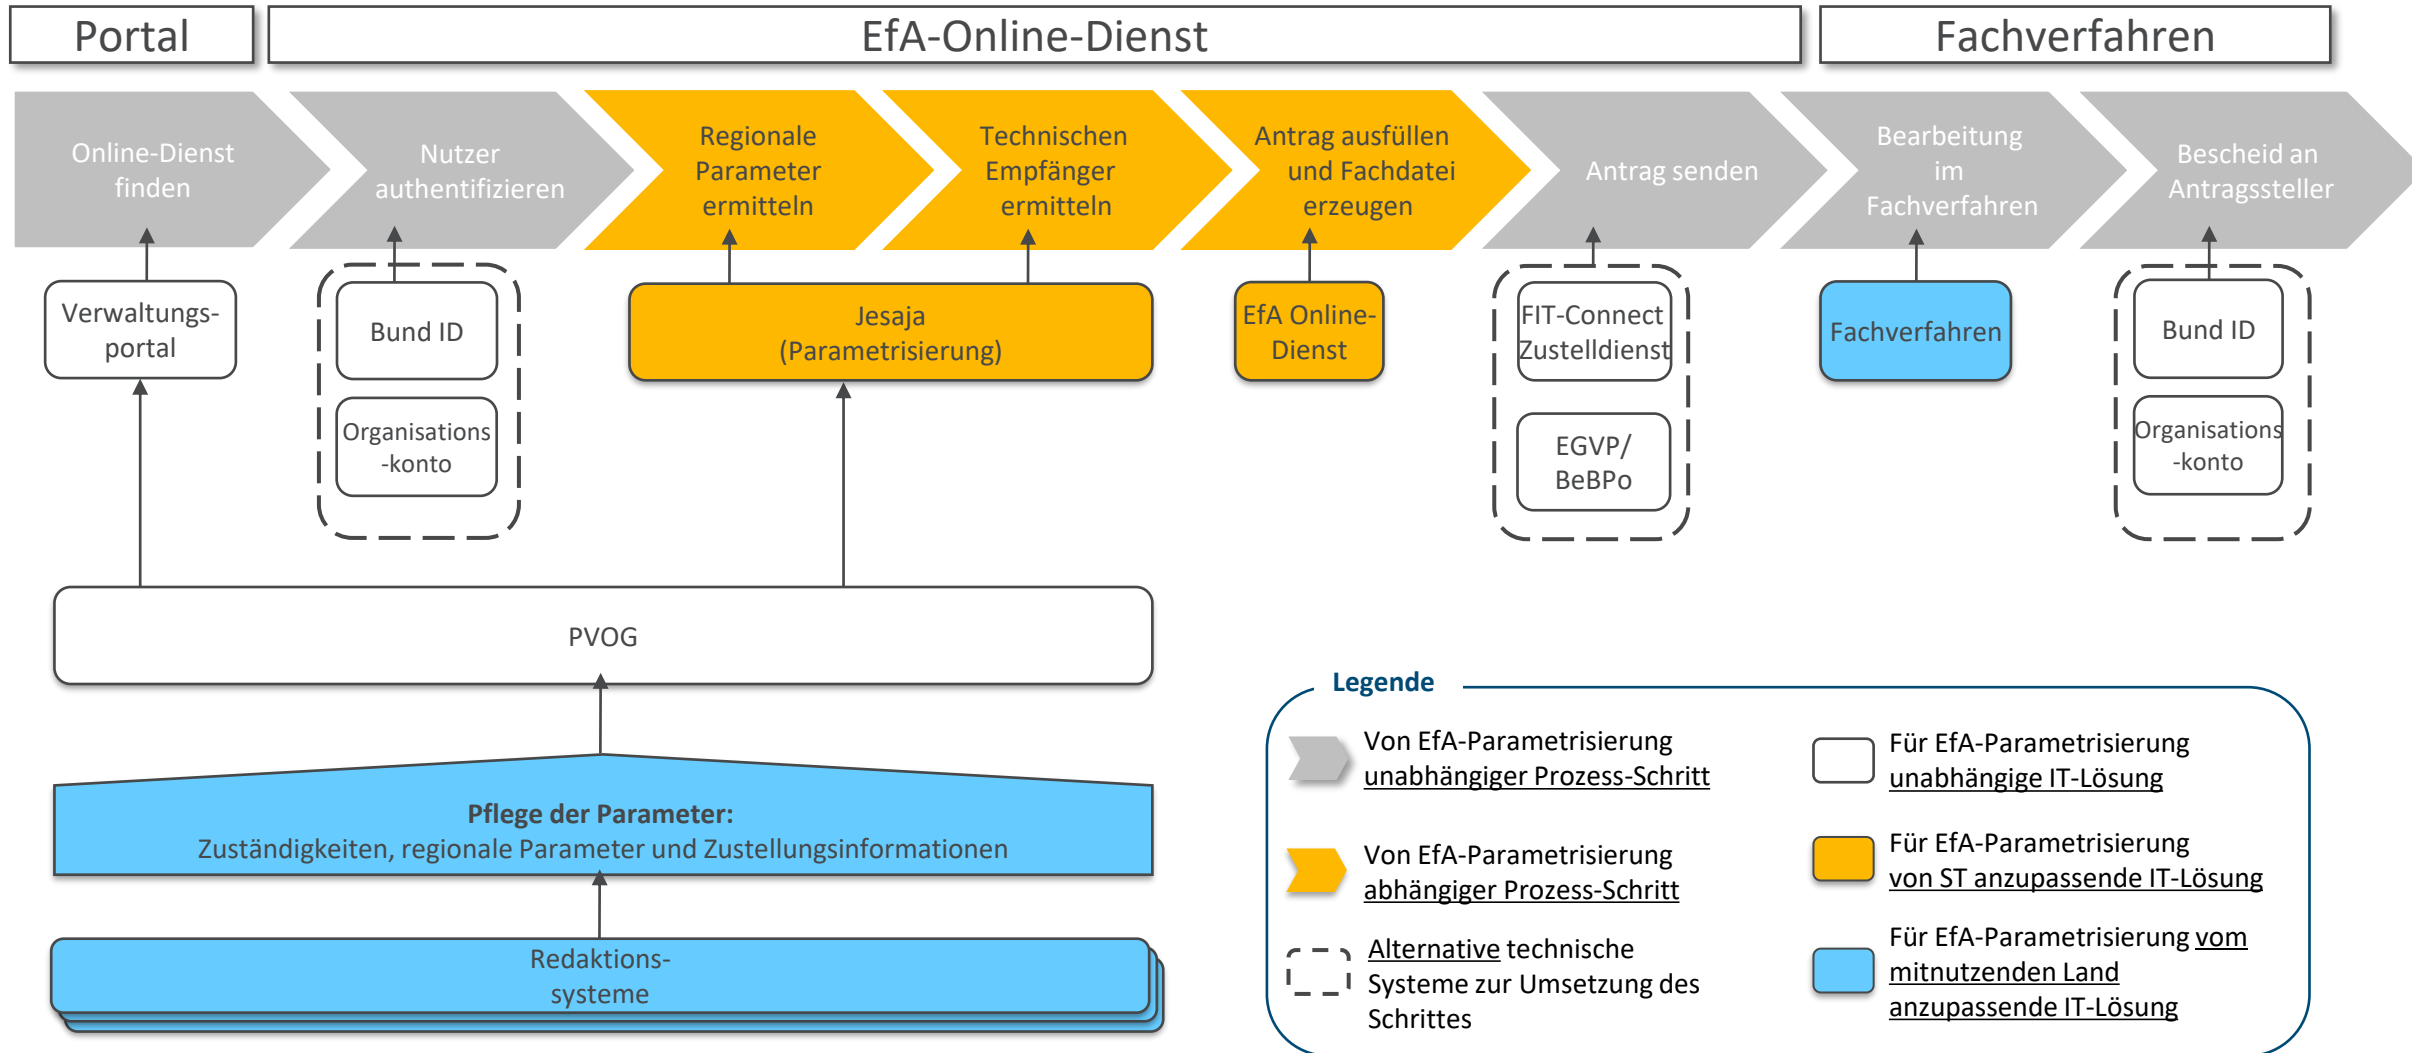 Portal
EfA-Online-Dienst
Fachverfahren
Online-Dienst
finden
Nutzer
authentifizieren
Regionale
Parameter
ermitteln
Technischen
Empfänger
ermitteln
Antrag ausfüllen
und Fachdatei
erzeugen
Antrag senden
Bearbeitung
im
Fachverfahren
Bescheid an
Antragssteller
Verwaltungs-
portal
Bund ID
Organisations
-konto
Jesaja
(Parametrisierung)
EfA Online-
Dienst
FIT-Connect
Zustelldienst
EGVP/
BeBPo
Fachverfahren
Bund ID
Organisations
-konto
PVOG
Pflege der Parameter:
Zuständigkeiten, regionale Parameter und Zustellungsinformationen
Redaktions-
systeme
Legende
Von EfA-Parametrisierung
unabhängiger Prozess-Schritt
Von EfA-Parametrisierung
abhängiger Prozess-Schritt
Alternative technische
Systeme zur Umsetzung des
Schrittes
Für EfA-Parametrisierung
unabhängige IT-Lösung
Für EfA-Parametrisierung
von ST anzupassende IT-Lösung
Für EfA-Parametrisierung vom
mitnutzenden Land
anzupassende IT-Lösung